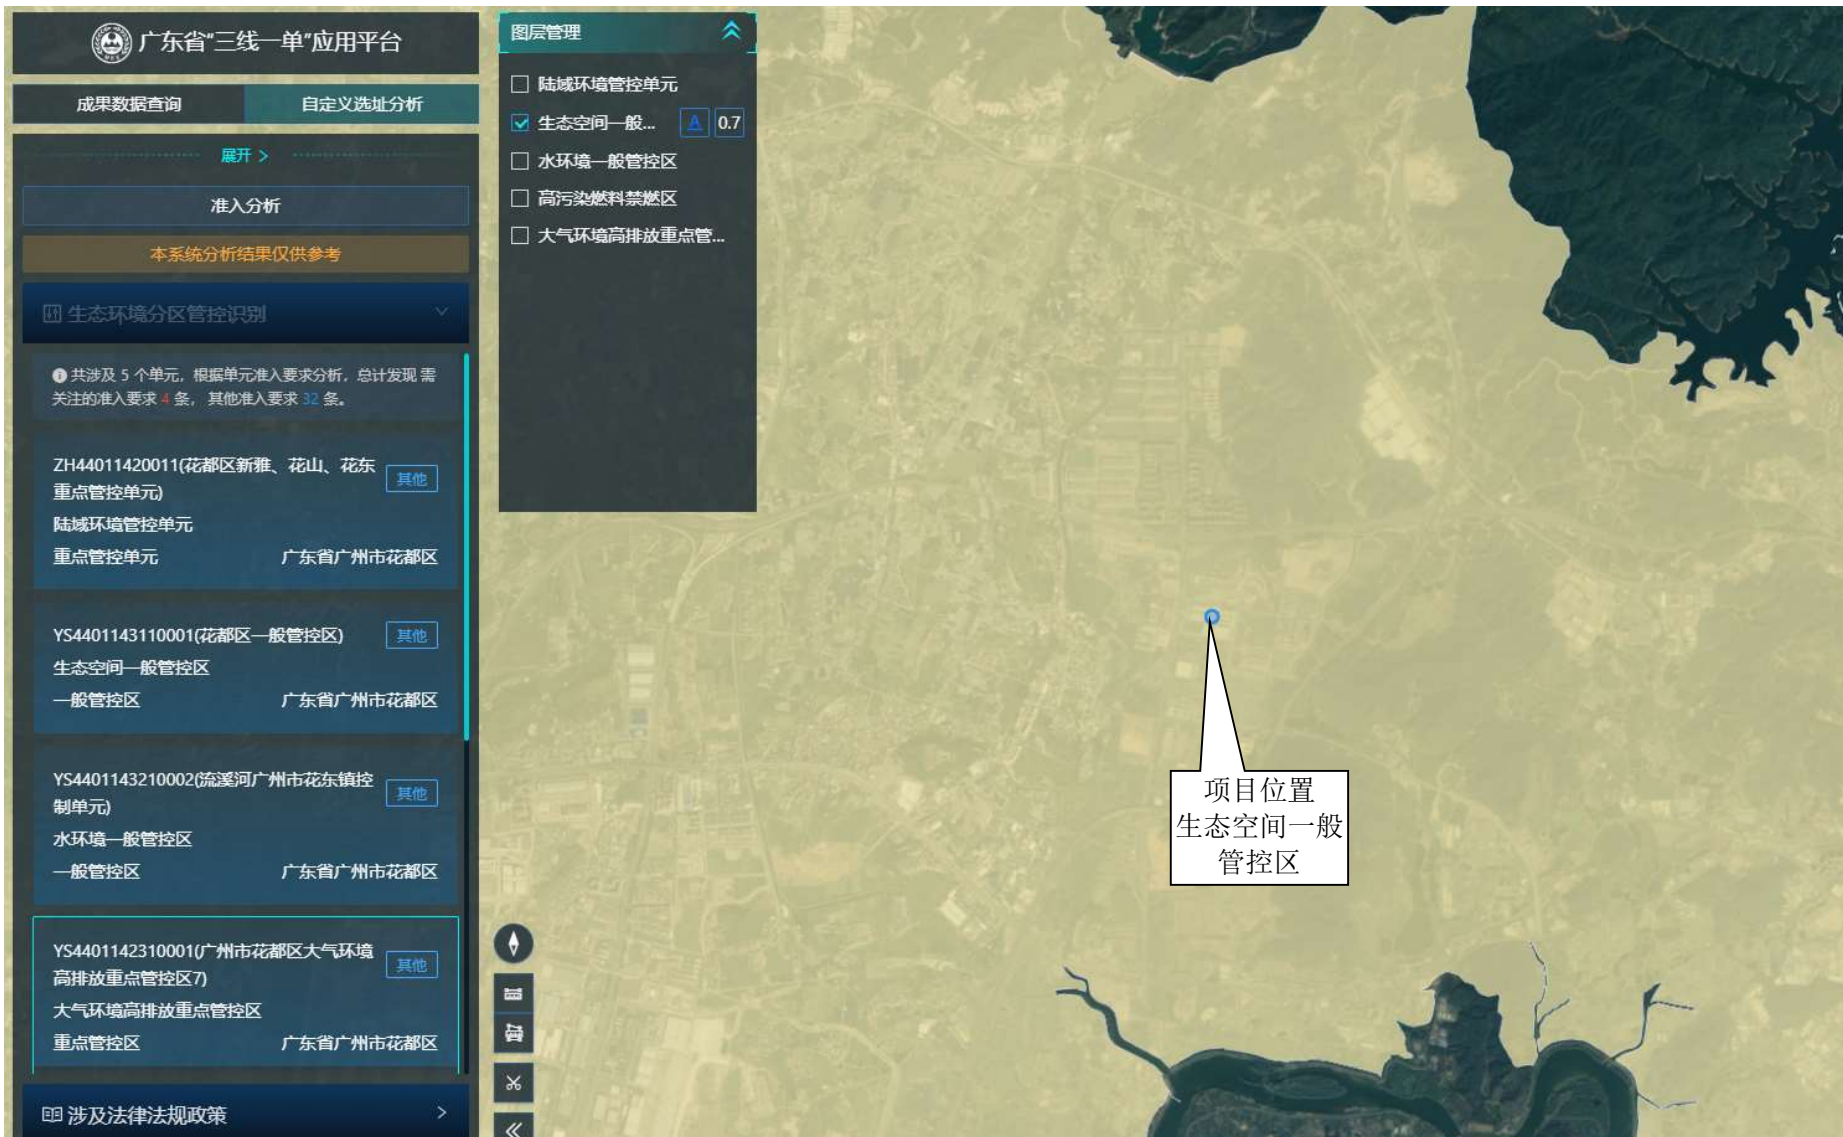 广东省“三线一单”应用平台
成果数据查询
自定义选址分析
展开 >
准入分析
本系统分析结果仅供参考
生态环境分区管控识别
共涉及 5 个单元，根据单元准入要求分析，总计发现 需
关注的准入要求 4 条， 其他准入要求 32 条。
ZH44011420011(花都区新雅、花山、花东
重点管控单元)
其他
陆域环境管控单元
重点管控单元
广东省广州市花都区
YS4401143110001(花都区一般管控区)
其他
生态空间一般管控区
一般管控区
广东省广州市花都区
YS4401143210002(流溪河广州市花东镇控
制单元)
其他
水环境一般管控区
一般管控区
广东省广州市花都区
YS4401142310001(广州市花都区大气环境
高排放重点管控区7)
其他
大气环境高排放重点管控区
重点管控区
广东省广州市花都区
涉及法律法规政策
图层管理
陆域环境管控单元
生态空间一般... A 0.7
水环境一般管控区
高污染燃料禁燃区
大气环境高排放重点管...
项目位置
生态空间一般
管控区